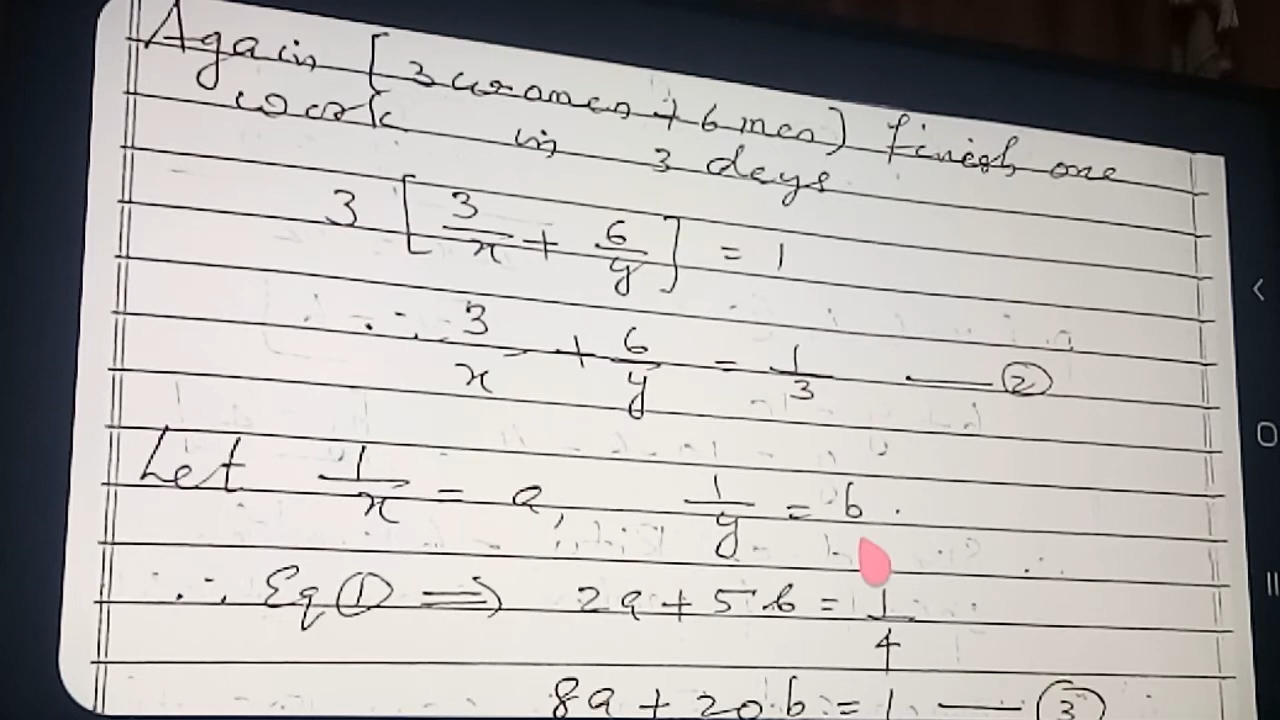 Again [3 women + 6 men) finish one
work in 3 days
3 [3/x + 6/y] = 1
∴ 3/x + 6/y = 1/3 — ②
Let 1/x = a, 1/y = b.
∴ Eq ① ⟹ 2a + 5b = 1/4
8a + 20b = 1 — ③